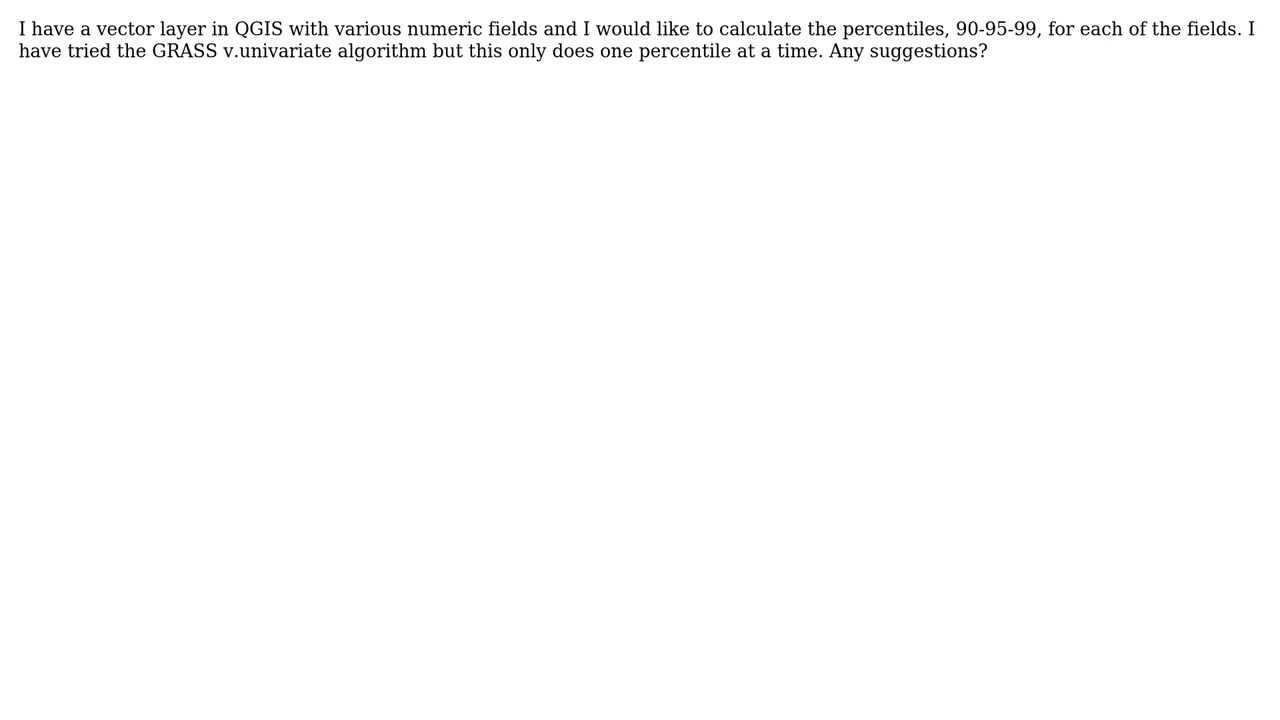 I have a vector layer in QGIS with various numeric fields and I would like to calculate the percentiles, 90-95-99, for each of the fields. I
have tried the GRASS v.univariate algorithm but this only does one percentile at a time. Any suggestions?